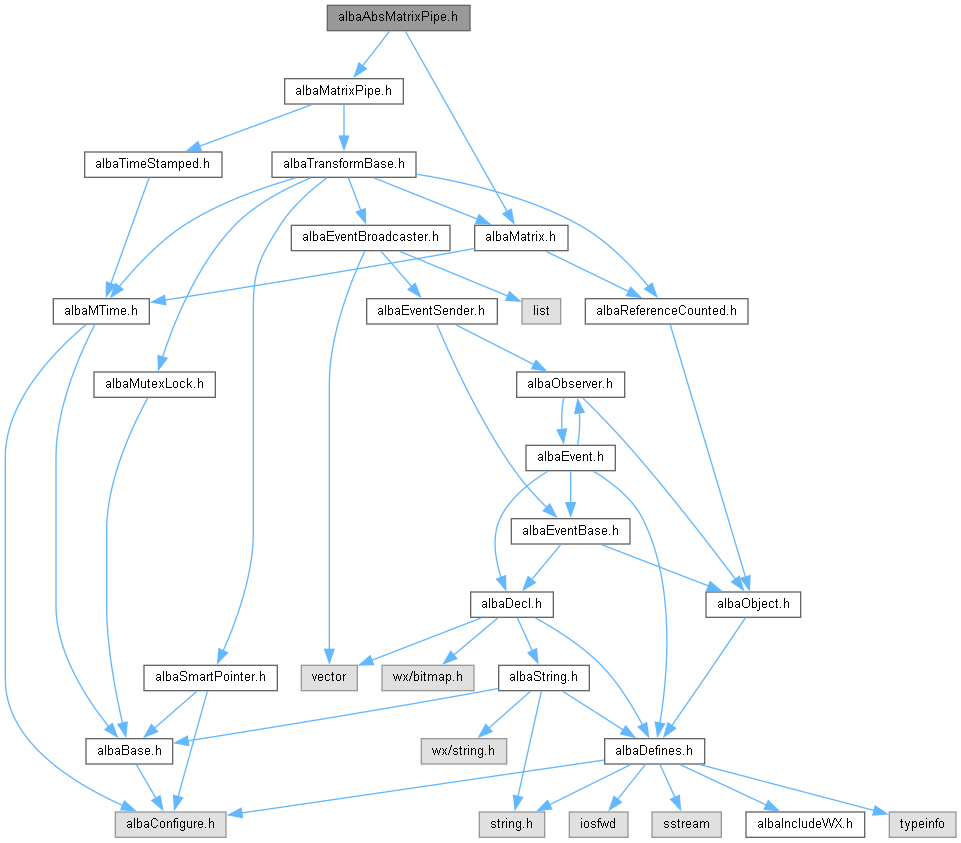 albaAbsMatrixPipe.h
albaMatrixPipe.h
albaTimeStamped.h
albaTransformBase.h
albaEventBroadcaster.h
albaMatrix.h
albaMTime.h
albaEventSender.h
list
albaReferenceCounted.h
albaMutexLock.h
albaObserver.h
albaEvent.h
albaEventBase.h
albaDecl.h
albaObject.h
albaSmartPointer.h
vector
wx/bitmap.h
albaString.h
albaBase.h
wx/string.h
albaDefines.h
albaConfigure.h
string.h
iosfwd
sstream
albaIncludeWX.h
typeinfo